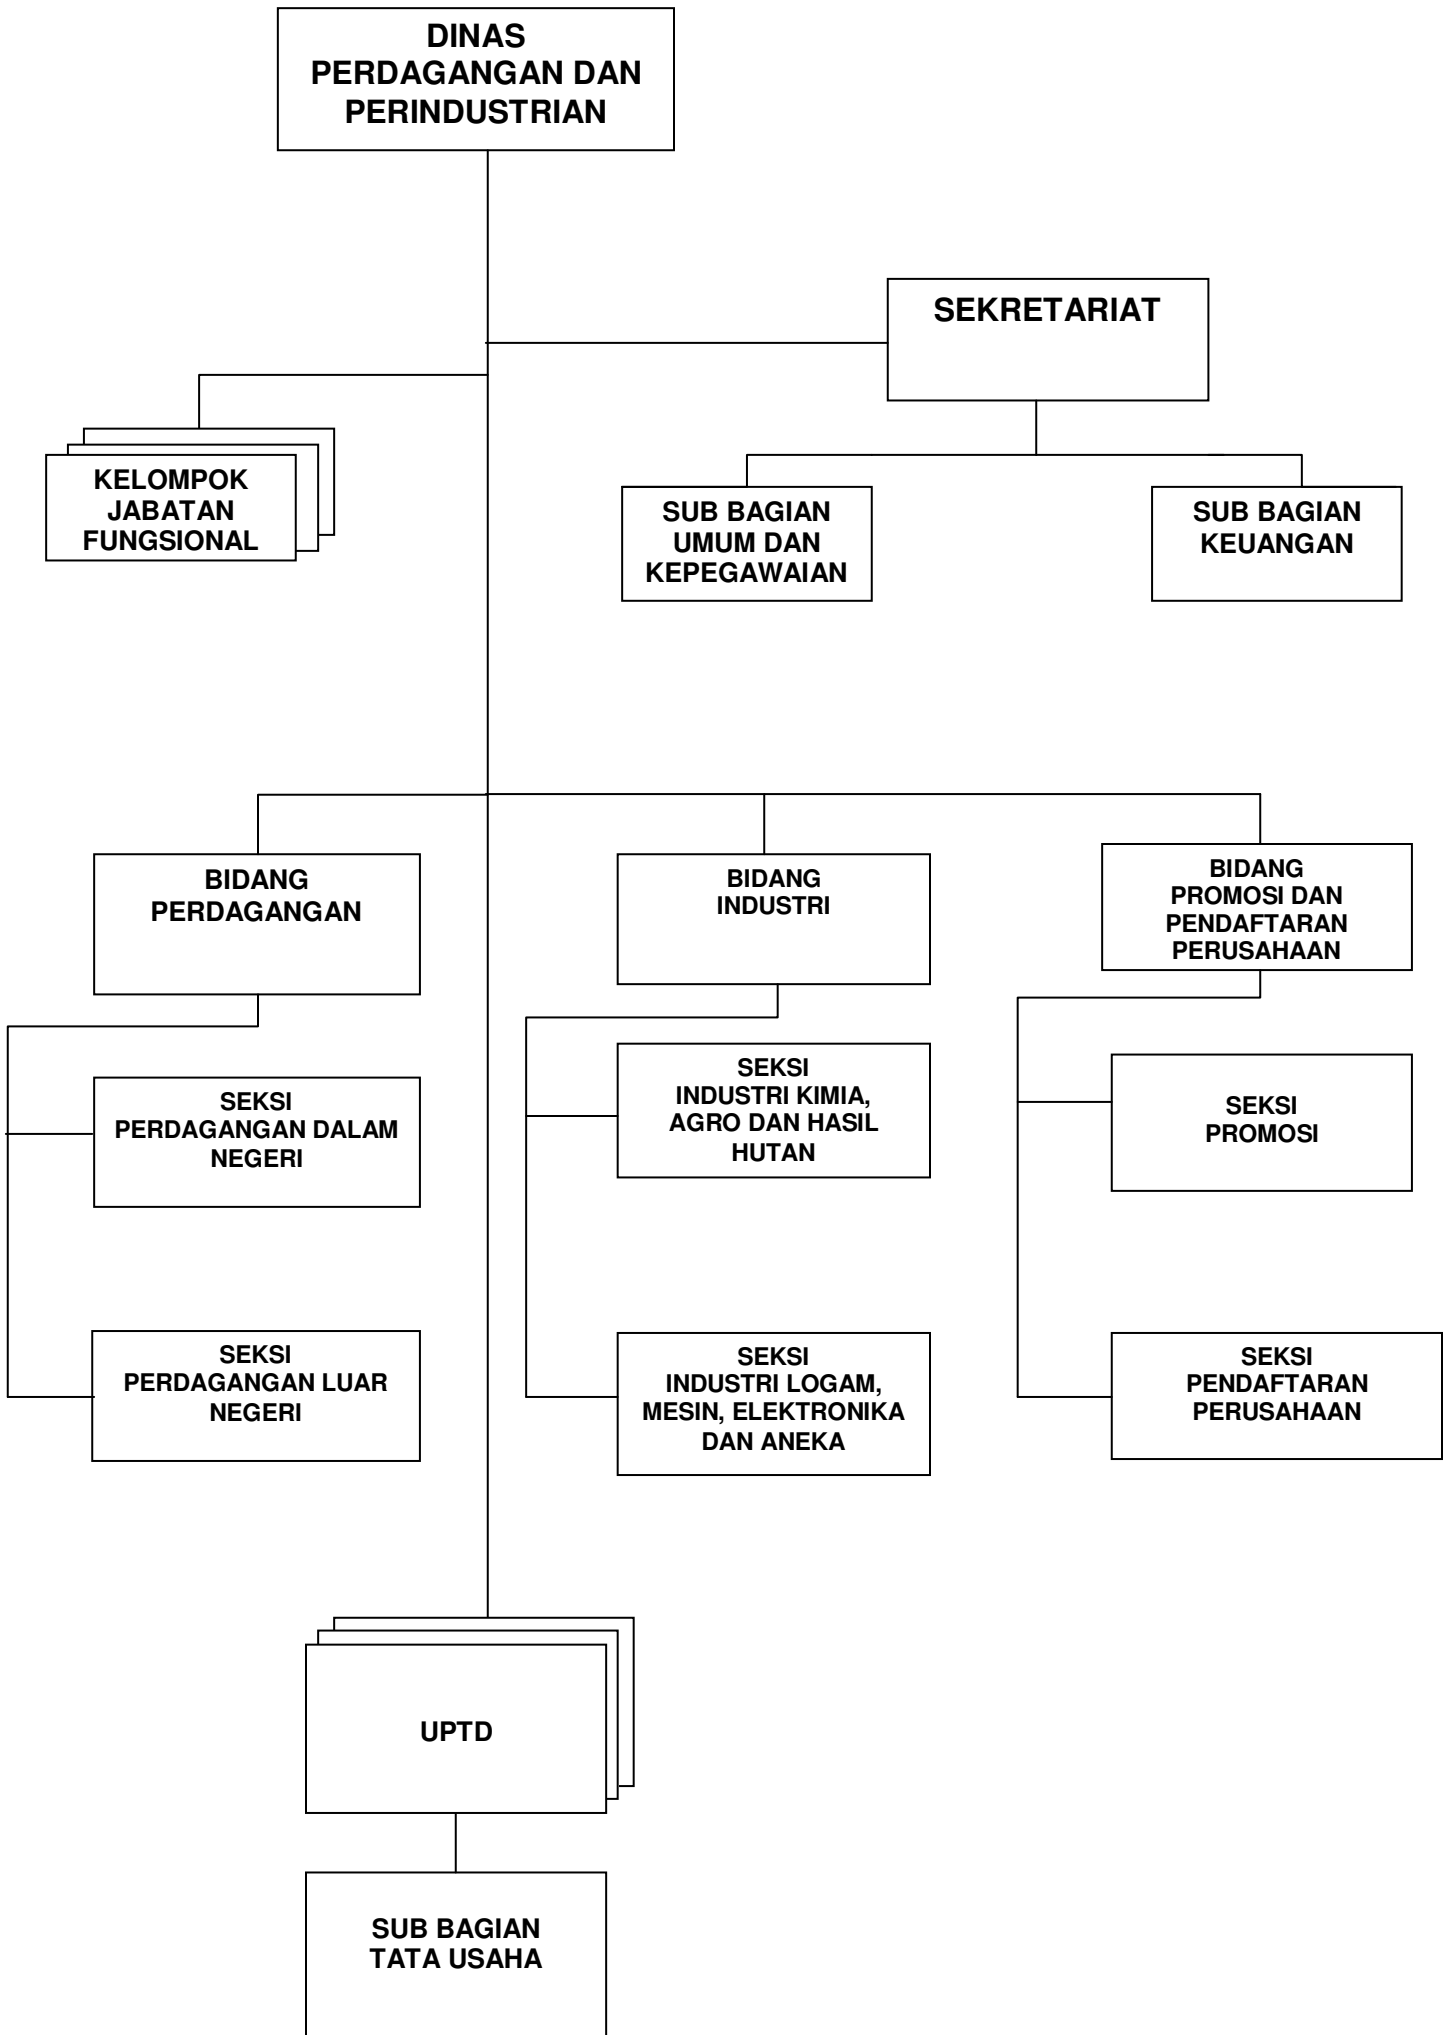 DINAS
PERDAGANGAN DAN
PERINDUSTRIAN
SEKRETARIAT
KELOMPOK
JABATAN
FUNGSIONAL
SUB BAGIAN
UMUM DAN
KEPEGAWAIAN
SUB BAGIAN
KEUANGAN
BIDANG
PERDAGANGAN
BIDANG
INDUSTRI
BIDANG
PROMOSI DAN
PENDAFTARAN
PERUSAHAAN
SEKSI
PERDAGANGAN DALAM
NEGERI
SEKSI
INDUSTRI KIMIA,
AGRO DAN HASIL
HUTAN
SEKSI
PROMOSI
SEKSI
PERDAGANGAN LUAR
NEGERI
SEKSI
INDUSTRI LOGAM,
MESIN, ELEKTRONIKA
DAN ANEKA
SEKSI
PENDAFTARAN
PERUSAHAAN
UPTD
SUB BAGIAN
TATA USAHA